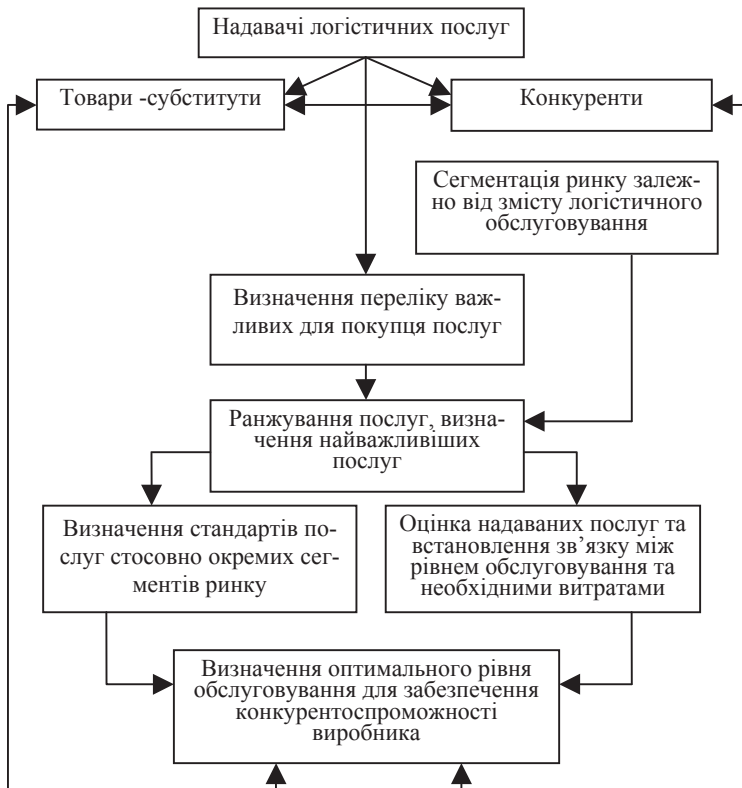 Надавачі логістичних послуг
Товари -субститути
Конкуренти
Сегментація ринку залеж-
но від змісту логістичного
обслуговування
Визначення переліку важ-
ливих для покупця послуг
Ранжування послуг, визна-
чення найважливіших
послуг
Визначення стандартів по-
слуг стосовно окремих сег-
ментів ринку
Оцінка надаваних послуг та
встановлення зв’язку між
рівнем обслуговування та
необхідними витратами
Визначення оптимального рівня
обслуговування для забезпечення
конкурентоспроможності
виробника